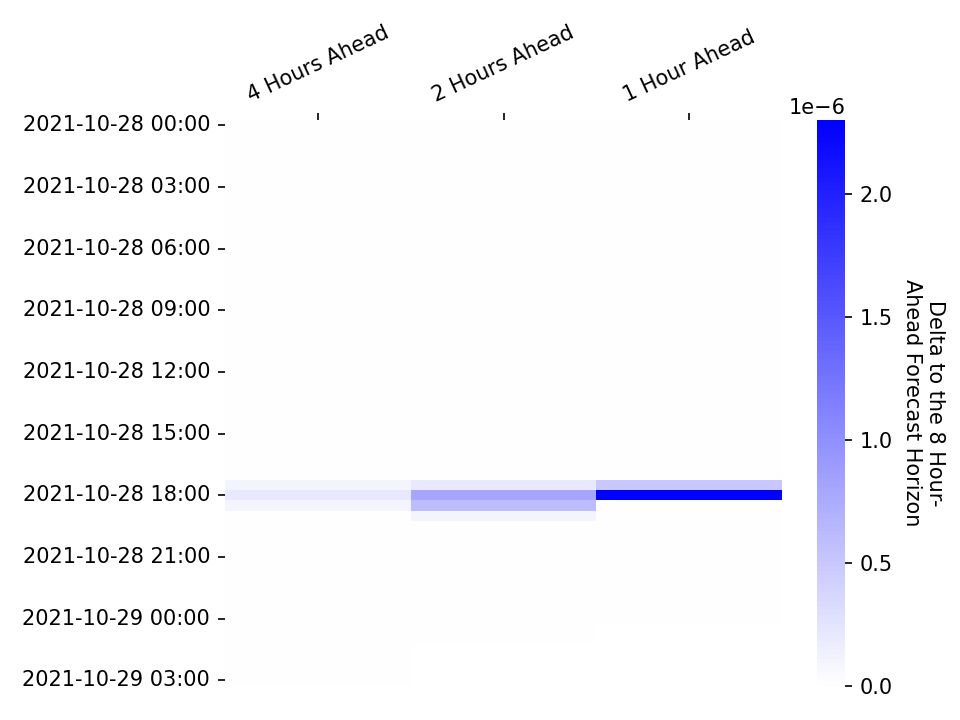 4 Hours Ahead
2 Hours Ahead
1 Hour Ahead
1e−6
2021-10-28 00:00
2021-10-28 03:00
2021-10-28 06:00
2021-10-28 09:00
2021-10-28 12:00
2021-10-28 15:00
2021-10-28 18:00
2021-10-28 21:00
2021-10-29 00:00
2021-10-29 03:00
2.0
1.5
1.0
0.5
0.0
Delta to the 8 Hour-
Ahead Forecast Horizon